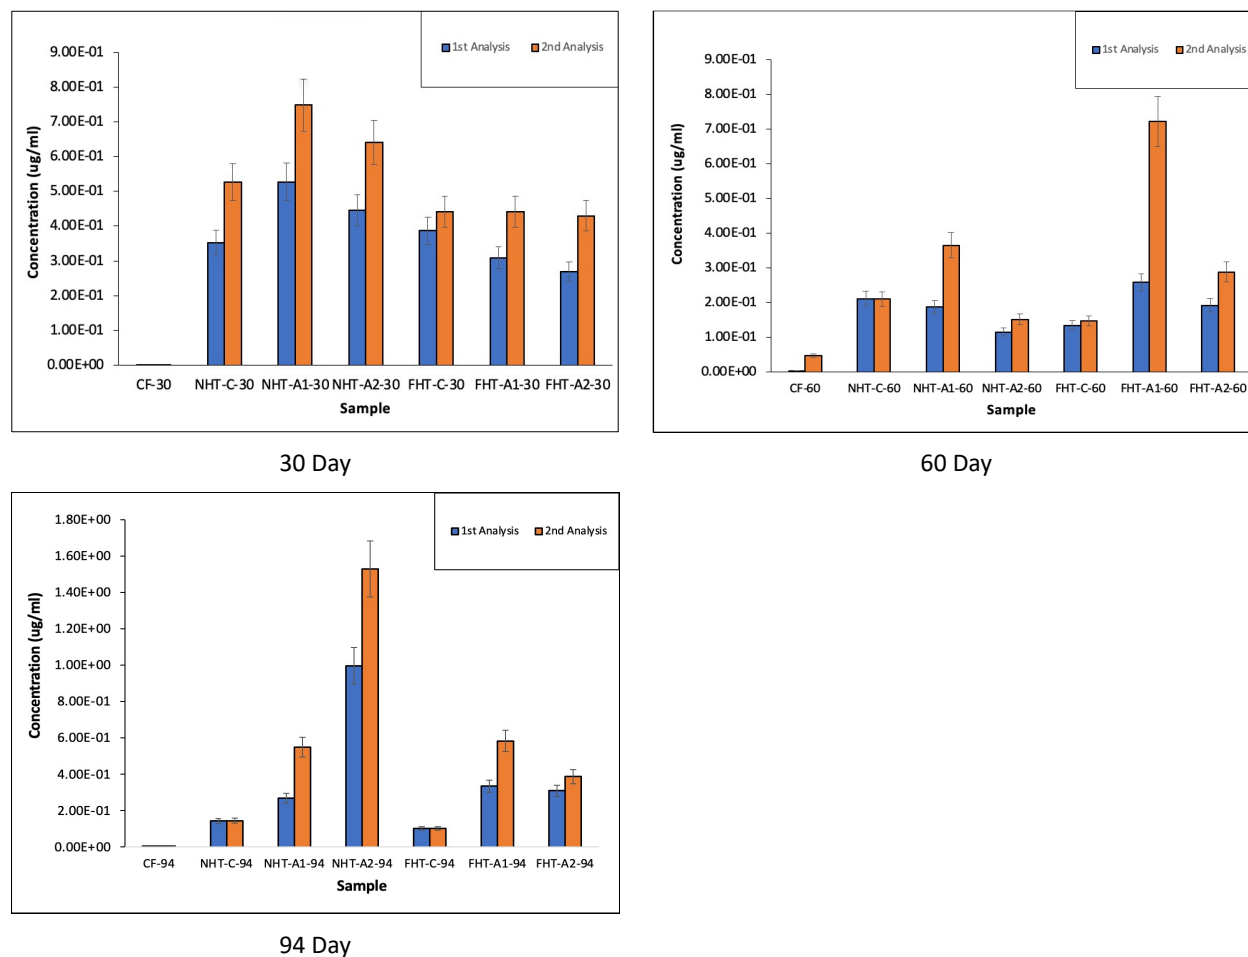 1st Analysis 2nd Analysis
9.00E-01
8.00E-01
7.00E-01
6.00E-01
5.00E-01
4.00E-01
3.00E-01
2.00E-01
1.00E-01
0.00E+00
Concentration (ug/ml)
CF-30 NHT-C-30 NHT-A1-30 NHT-A2-30 FHT-C-30 FHT-A1-30 FHT-A2-30
Sample
30 Day
1st Analysis 2nd Analysis
9.00E-01
8.00E-01
7.00E-01
6.00E-01
5.00E-01
4.00E-01
3.00E-01
2.00E-01
1.00E-01
0.00E+00
Concentration (ug/ml)
CF-60 NHT-C-60 NHT-A1-60 NHT-A2-60 FHT-C-60 FHT-A1-60 FHT-A2-60
Sample
60 Day
1st Analysis 2nd Analysis
1.80E+00
1.60E+00
1.40E+00
1.20E+00
1.00E+00
8.00E-01
6.00E-01
4.00E-01
2.00E-01
0.00E+00
Concentration (ug/ml)
CF-94 NHT-C-94 NHT-A1-94 NHT-A2-94 FHT-C-94 FHT-A1-94 FHT-A2-94
Sample
94 Day